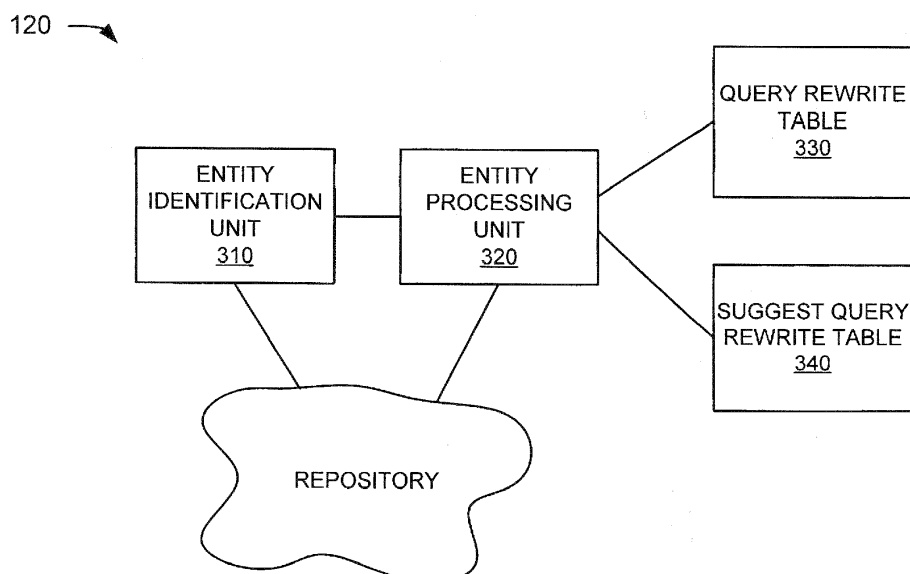 120
QUERY REWRITE
TABLE
330
ENTITY
IDENTIFICATION
UNIT
310
ENTITY
PROCESSING
UNIT
320
SUGGEST QUERY
REWRITE TABLE
340
REPOSITORY